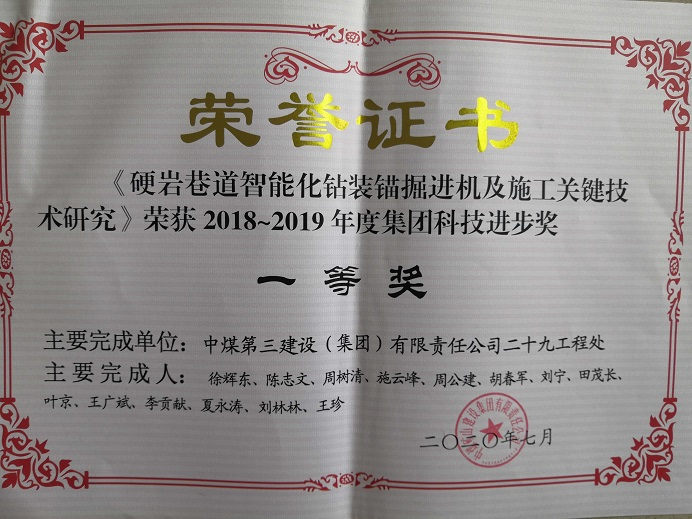 荣誉证书
《硬岩巷道智能化钻装锚掘进机及施工关键技
术研究》荣获 2018~2019 年度集团科技进步奖
一等奖
主要完成单位：中煤第三建设（集团）有限责任公司二十九工程处
主要完成人：徐辉东、陈志文、周树清、施云峰、周公建、胡春军、刘宁、田茂长、
叶京、王广斌、李贡献、夏永涛、刘林林、王珍
二〇二〇年七月